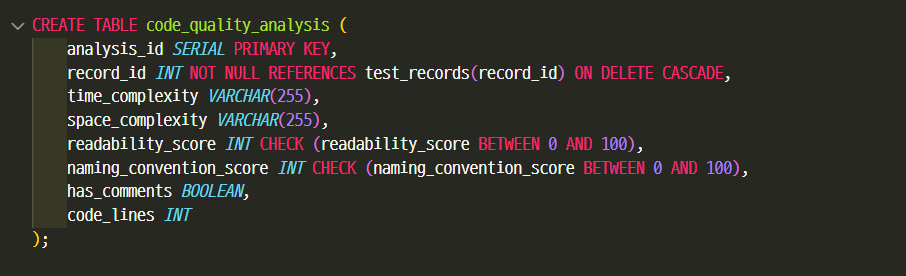 CREATE TABLE code_quality_analysis (
    analysis_id SERIAL PRIMARY KEY,
    record_id INT NOT NULL REFERENCES test_records(record_id) ON DELETE CASCADE,
    time_complexity VARCHAR(255),
    space_complexity VARCHAR(255),
    readability_score INT CHECK (readability_score BETWEEN 0 AND 100),
    naming_convention_score INT CHECK (naming_convention_score BETWEEN 0 AND 100),
    has_comments BOOLEAN,
    code_lines INT
);